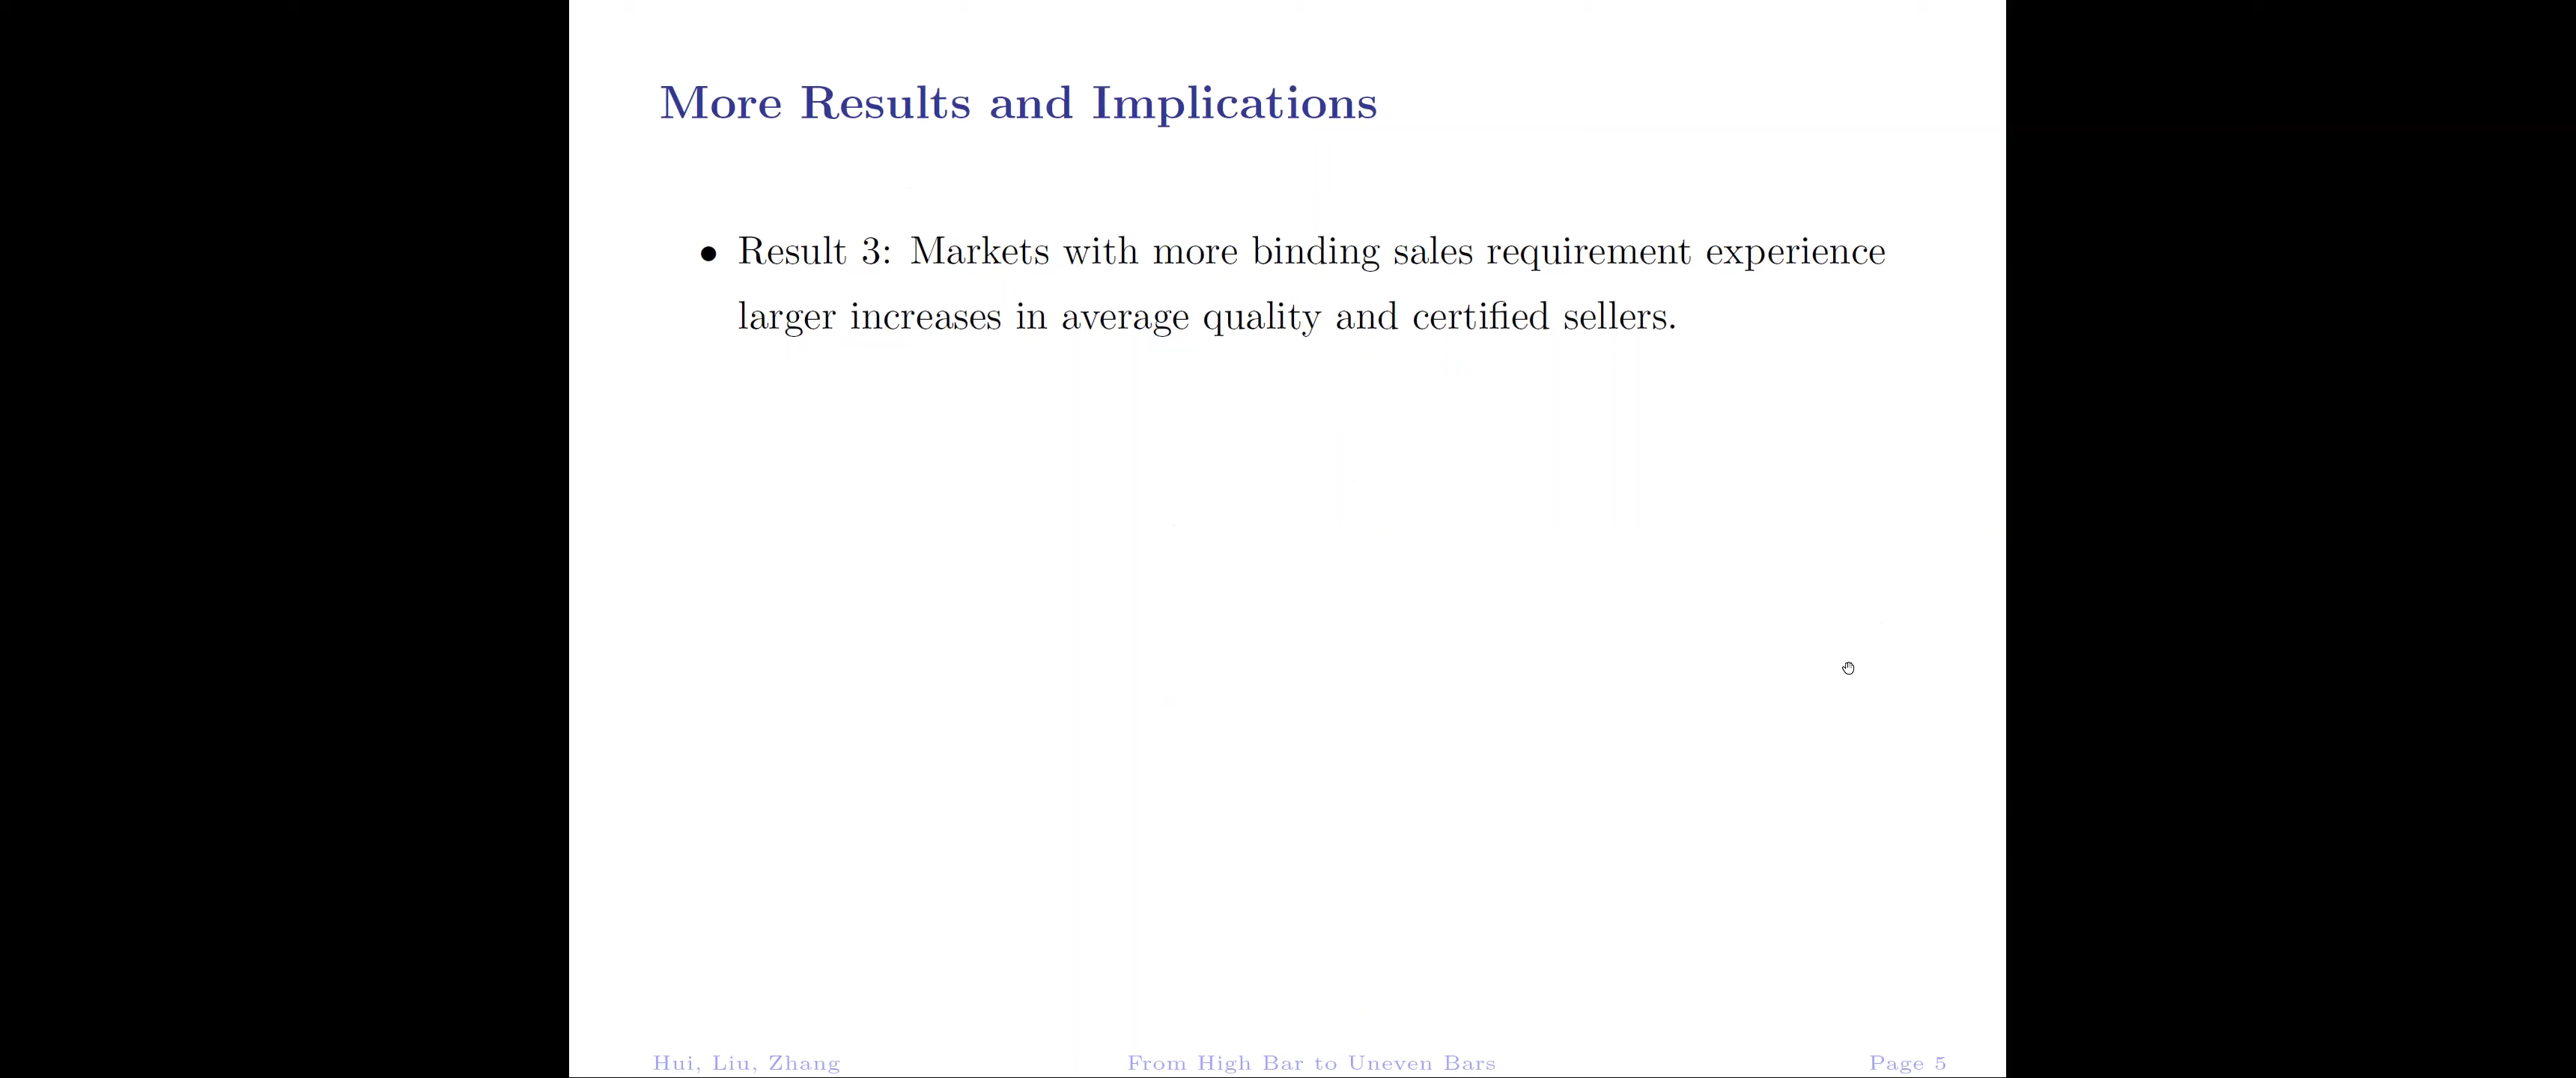 More Results and Implications
• Result 3: Markets with more binding sales requirement experience
larger increases in average quality and certified sellers.
Hui, Liu, Zhang
From High Bar to Uneven Bars
Page 5